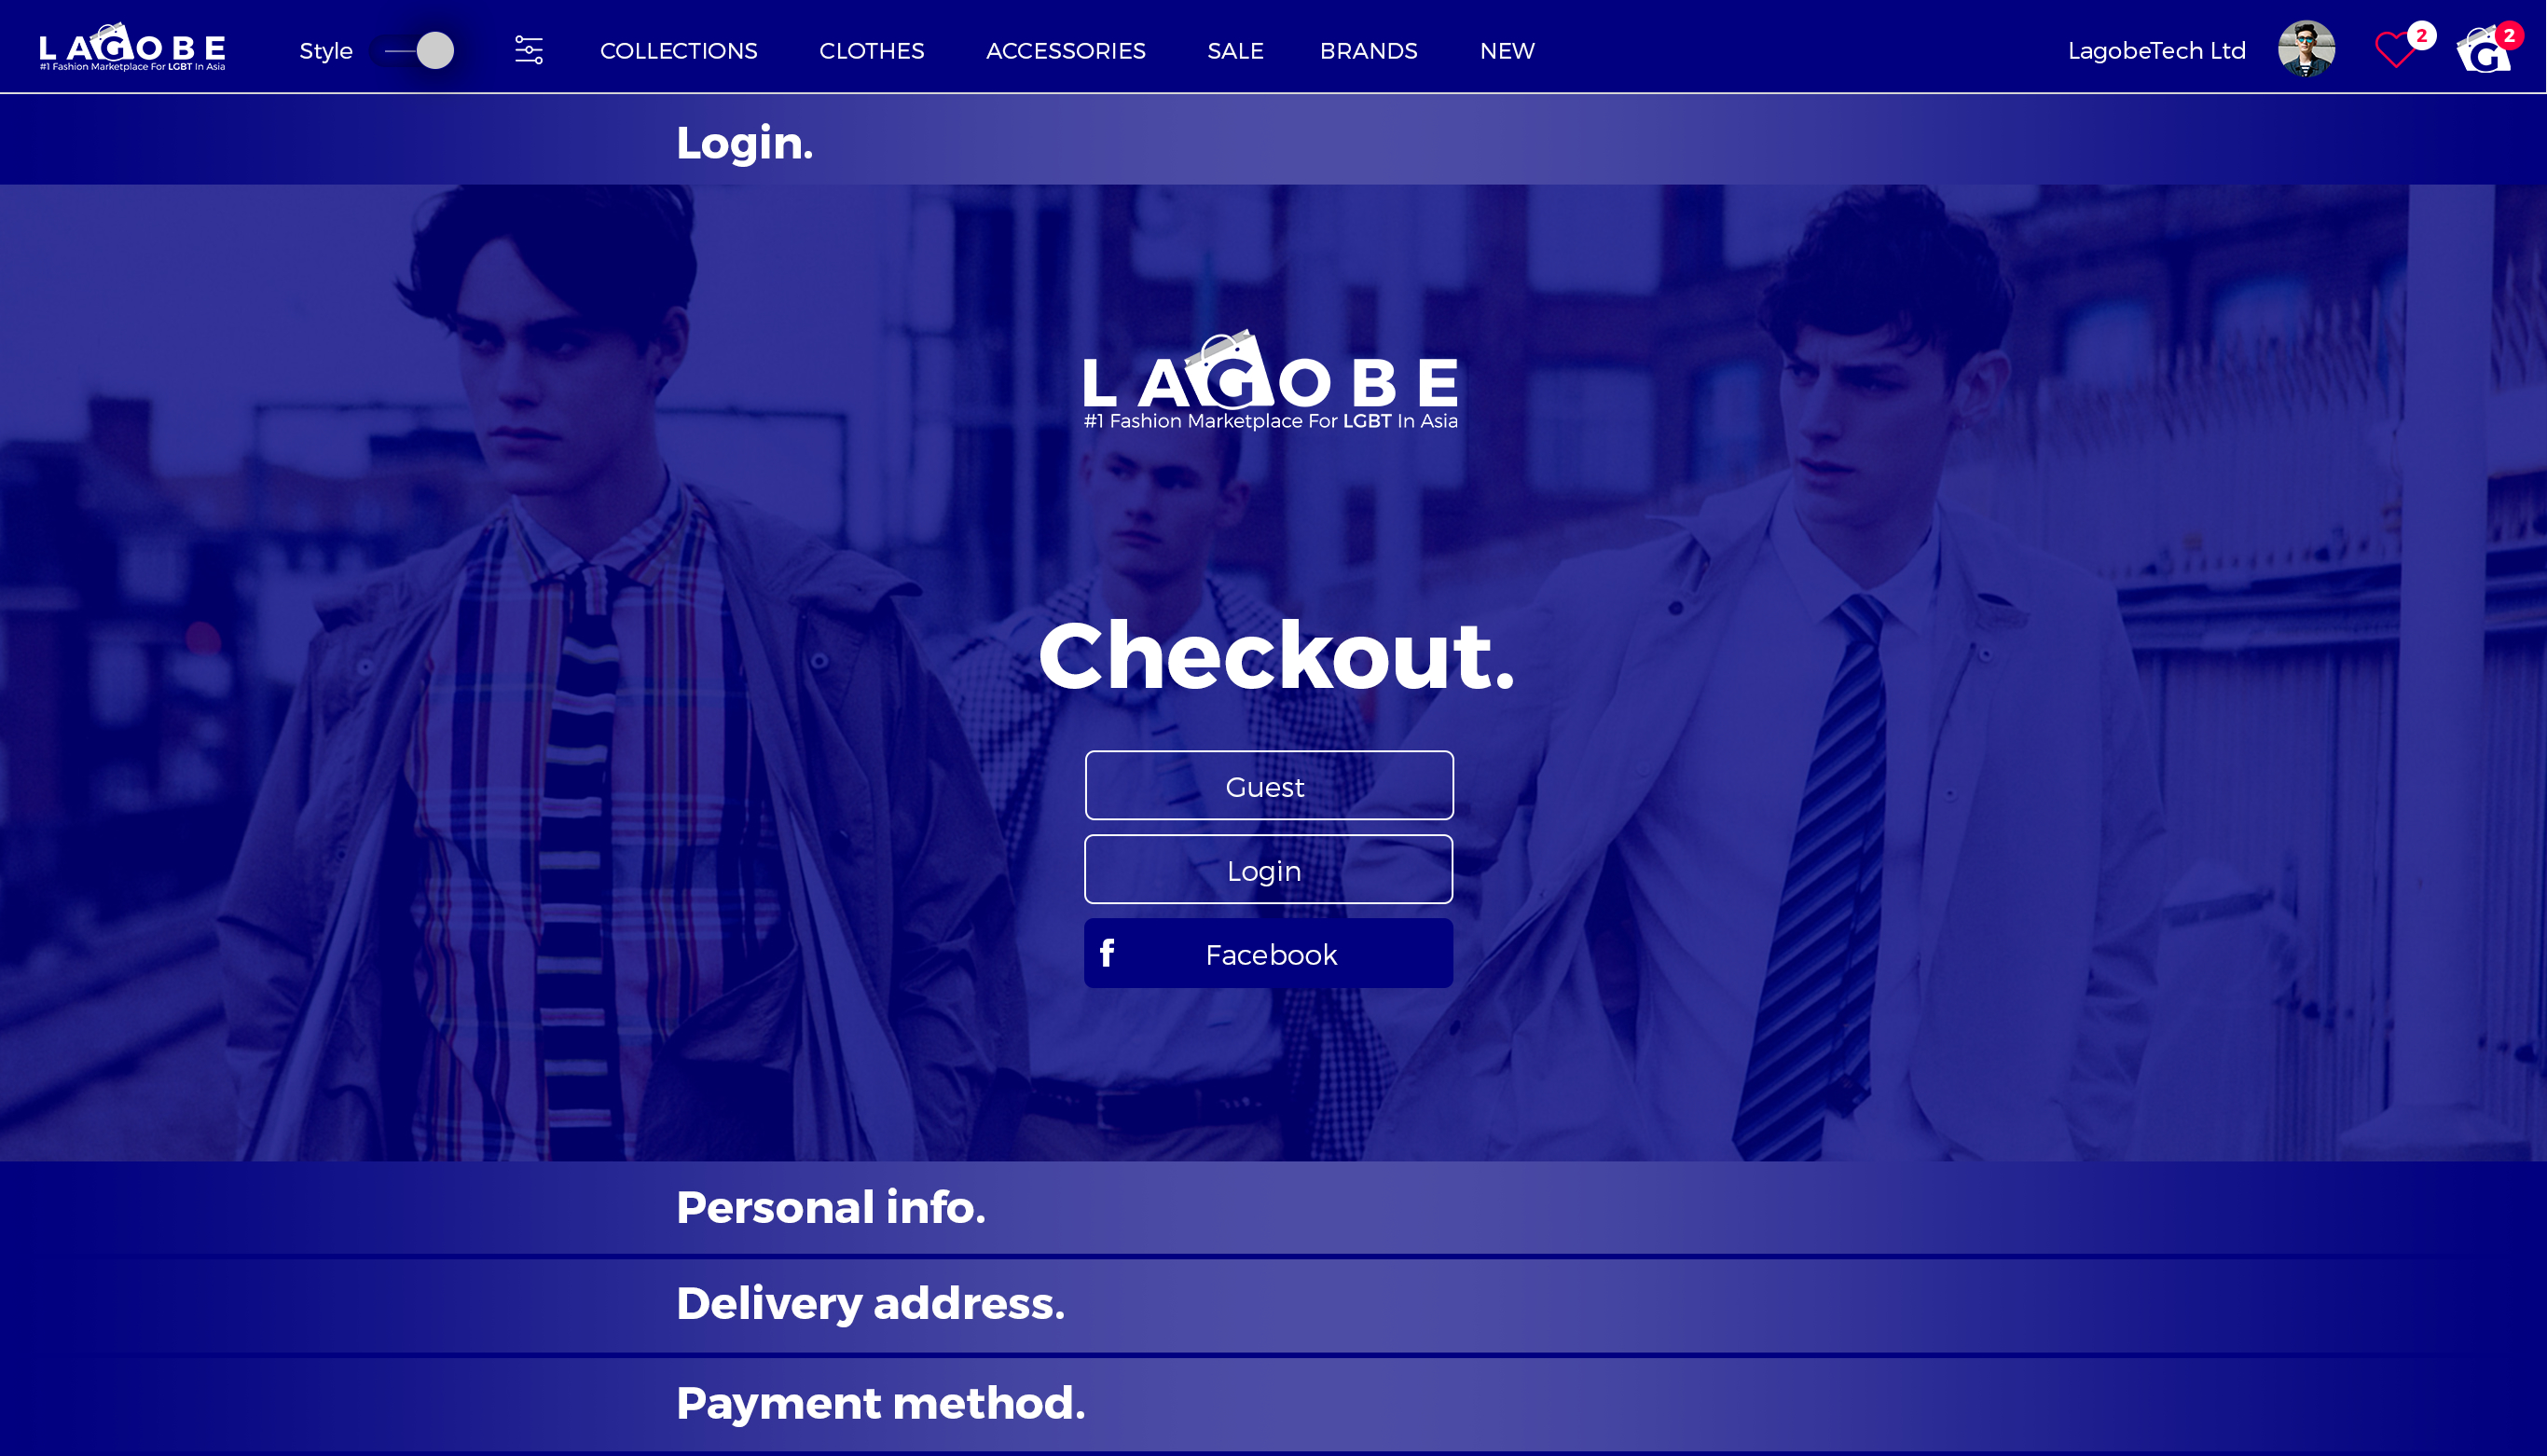 LAGOBE
#1 Fashion Marketplace For LGBT In Asia
Style
COLLECTIONS
CLOTHES
ACCESSORIES
SALE
BRANDS
NEW
LagobeTech Ltd
2
G
2
Login.
LAGOBE
#1 Fashion Marketplace For LGBT In Asia
Checkout.
Guest
Login
f Facebook
Personal info.
Delivery address.
Payment method.